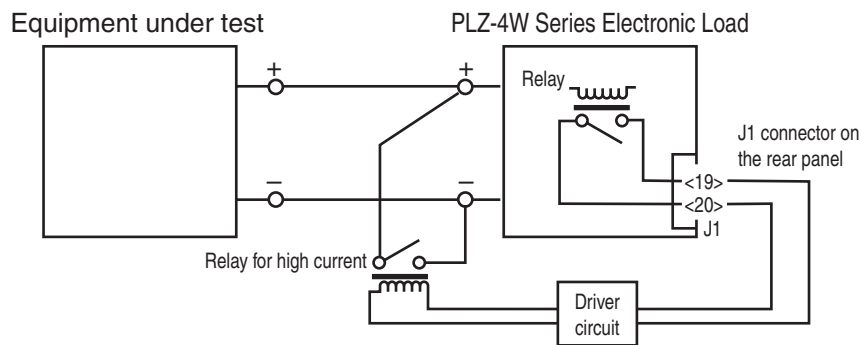 Equipment under test
PLZ-4W Series Electronic Load
+
+
Relay
J1 connector on
the rear panel
−
−
<19>
<20>
J1
Relay for high current
Driver
circuit